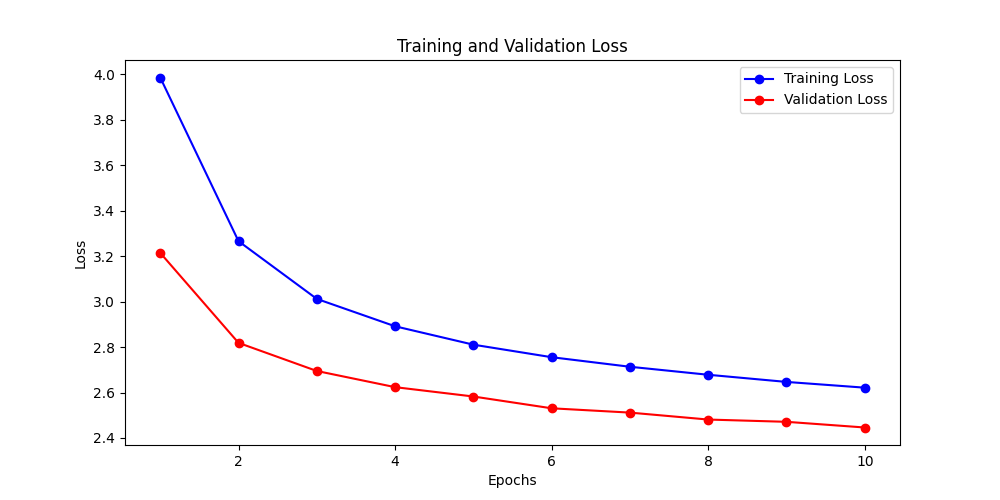 Training and Validation Loss
Training Loss
Validation Loss
4.0
3.8
3.6
3.4
3.2
3.0
2.8
2.6
2.4
Loss
2 4 6 8 10
Epochs